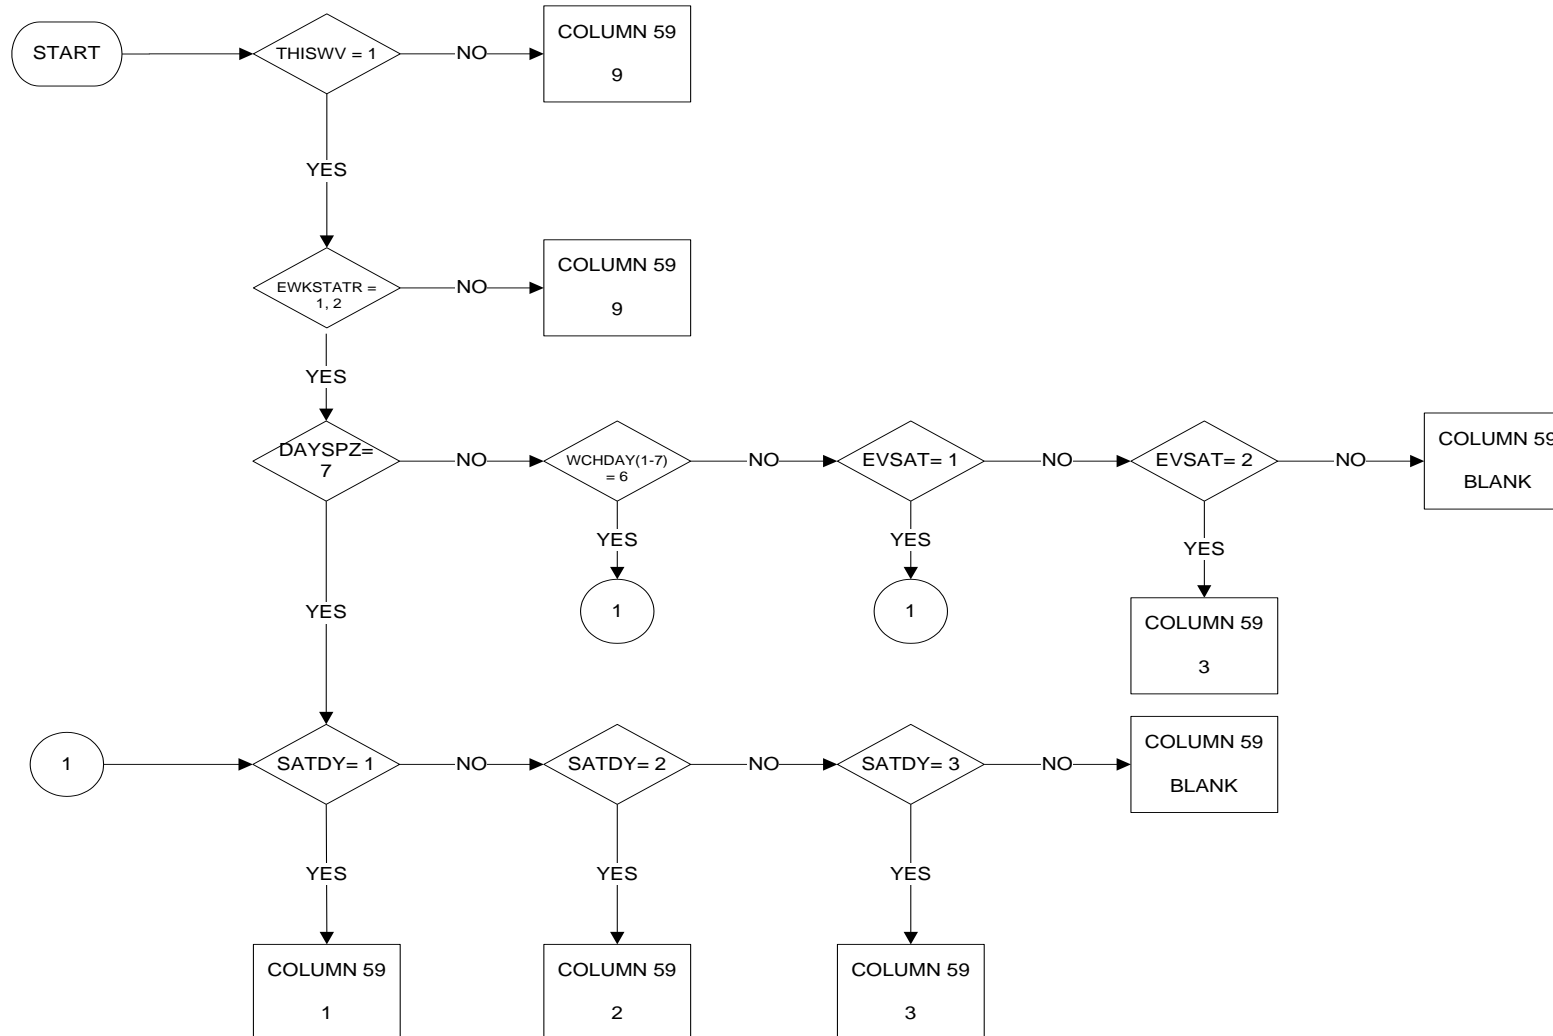 START
THISWV = 1
NO
COLUMN 59
9
YES
EWKSTATR =
1, 2
NO
COLUMN 59
9
YES
DAYSPZ=
7
NO
WCHDAY(1-7)
= 6
NO
EVSAT= 1
NO
EVSAT= 2
NO
COLUMN 59
BLANK
YES
YES
YES
YES
1
1
COLUMN 59
3
1
SATDY= 1
NO
SATDY= 2
NO
SATDY= 3
NO
COLUMN 59
BLANK
YES
YES
YES
COLUMN 59
1
COLUMN 59
2
COLUMN 59
3